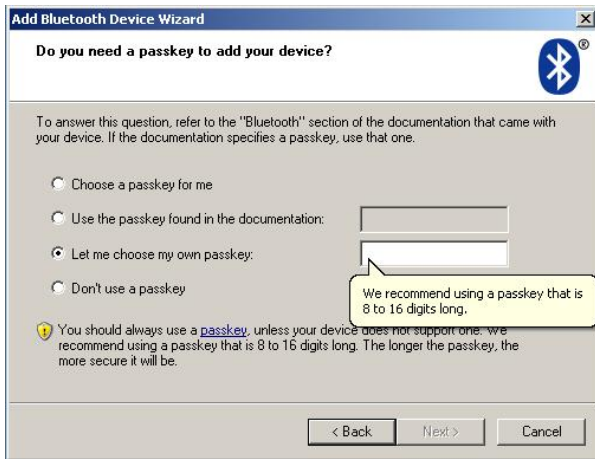 Add Bluetooth Device Wizard
Do you need a passkey to add your device?
®
To answer this question, refer to the "Bluetooth" section of the documentation that came with
your device. If the documentation specifies a passkey, use that one.
Choose a passkey for me
Use the passkey found in the documentation:
Let me choose my own passkey:
Don't use a passkey
We recommend using a passkey that is
8 to 16 digits long.
You should always use a passkey, unless your device does not support one. We
recommend using a passkey that is 8 to 16 digits long. The longer the passkey, the
more secure it will be.
< Back Next > Cancel